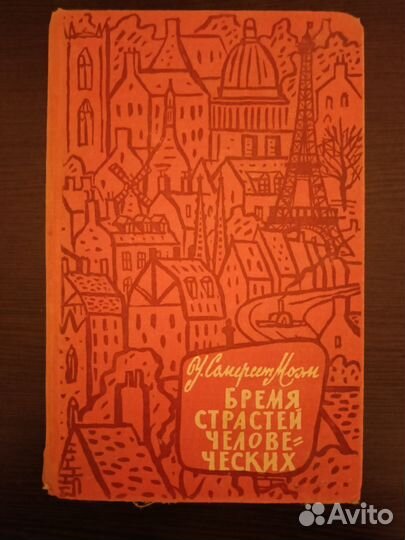 У. Сомерсет Моэм
БРЕМЯ
СТРАСТЕЙ
ЧЕЛОВЕ=
ЧЕСКИХ
Avito